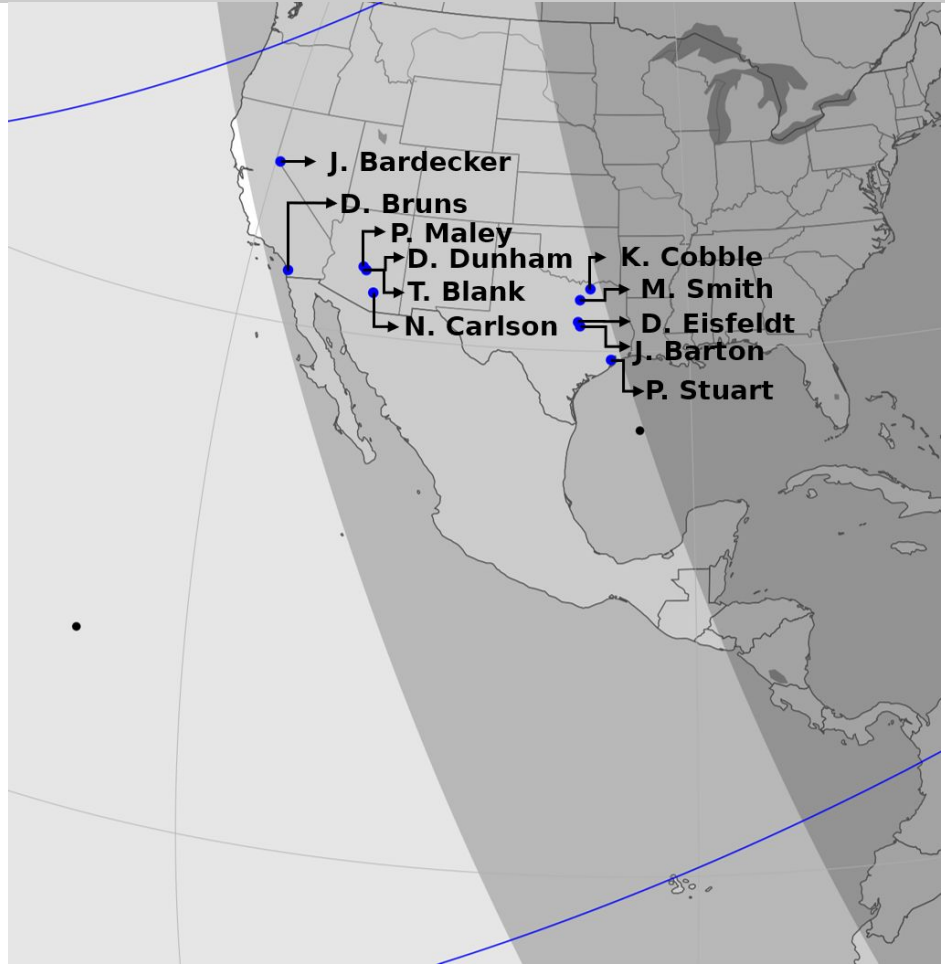 J. Bardecker
D. Bruns
P. Maley
D. Dunham
K. Cobble
T. Blank
M. Smith
N. Carlson
D. Eisfeldt
J. Barton
P. Stuart